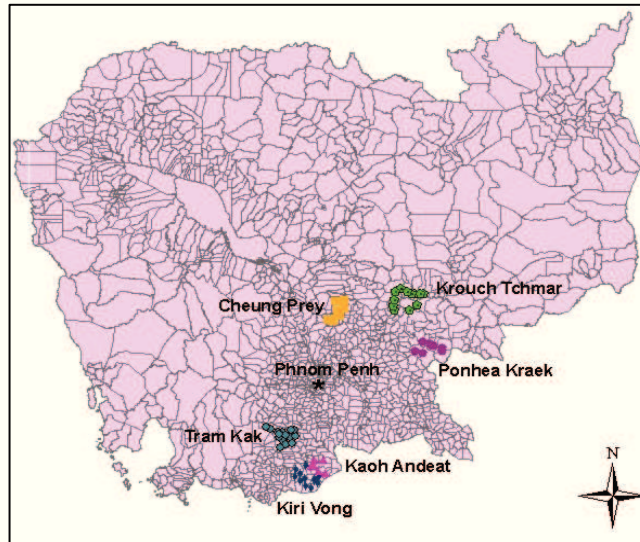 Krouch Tchmar
Cheung Prey
Phnom Penh
*
Ponhea Kraek
Tram Kak
Kaoh Andeat
Kiri Vong
N